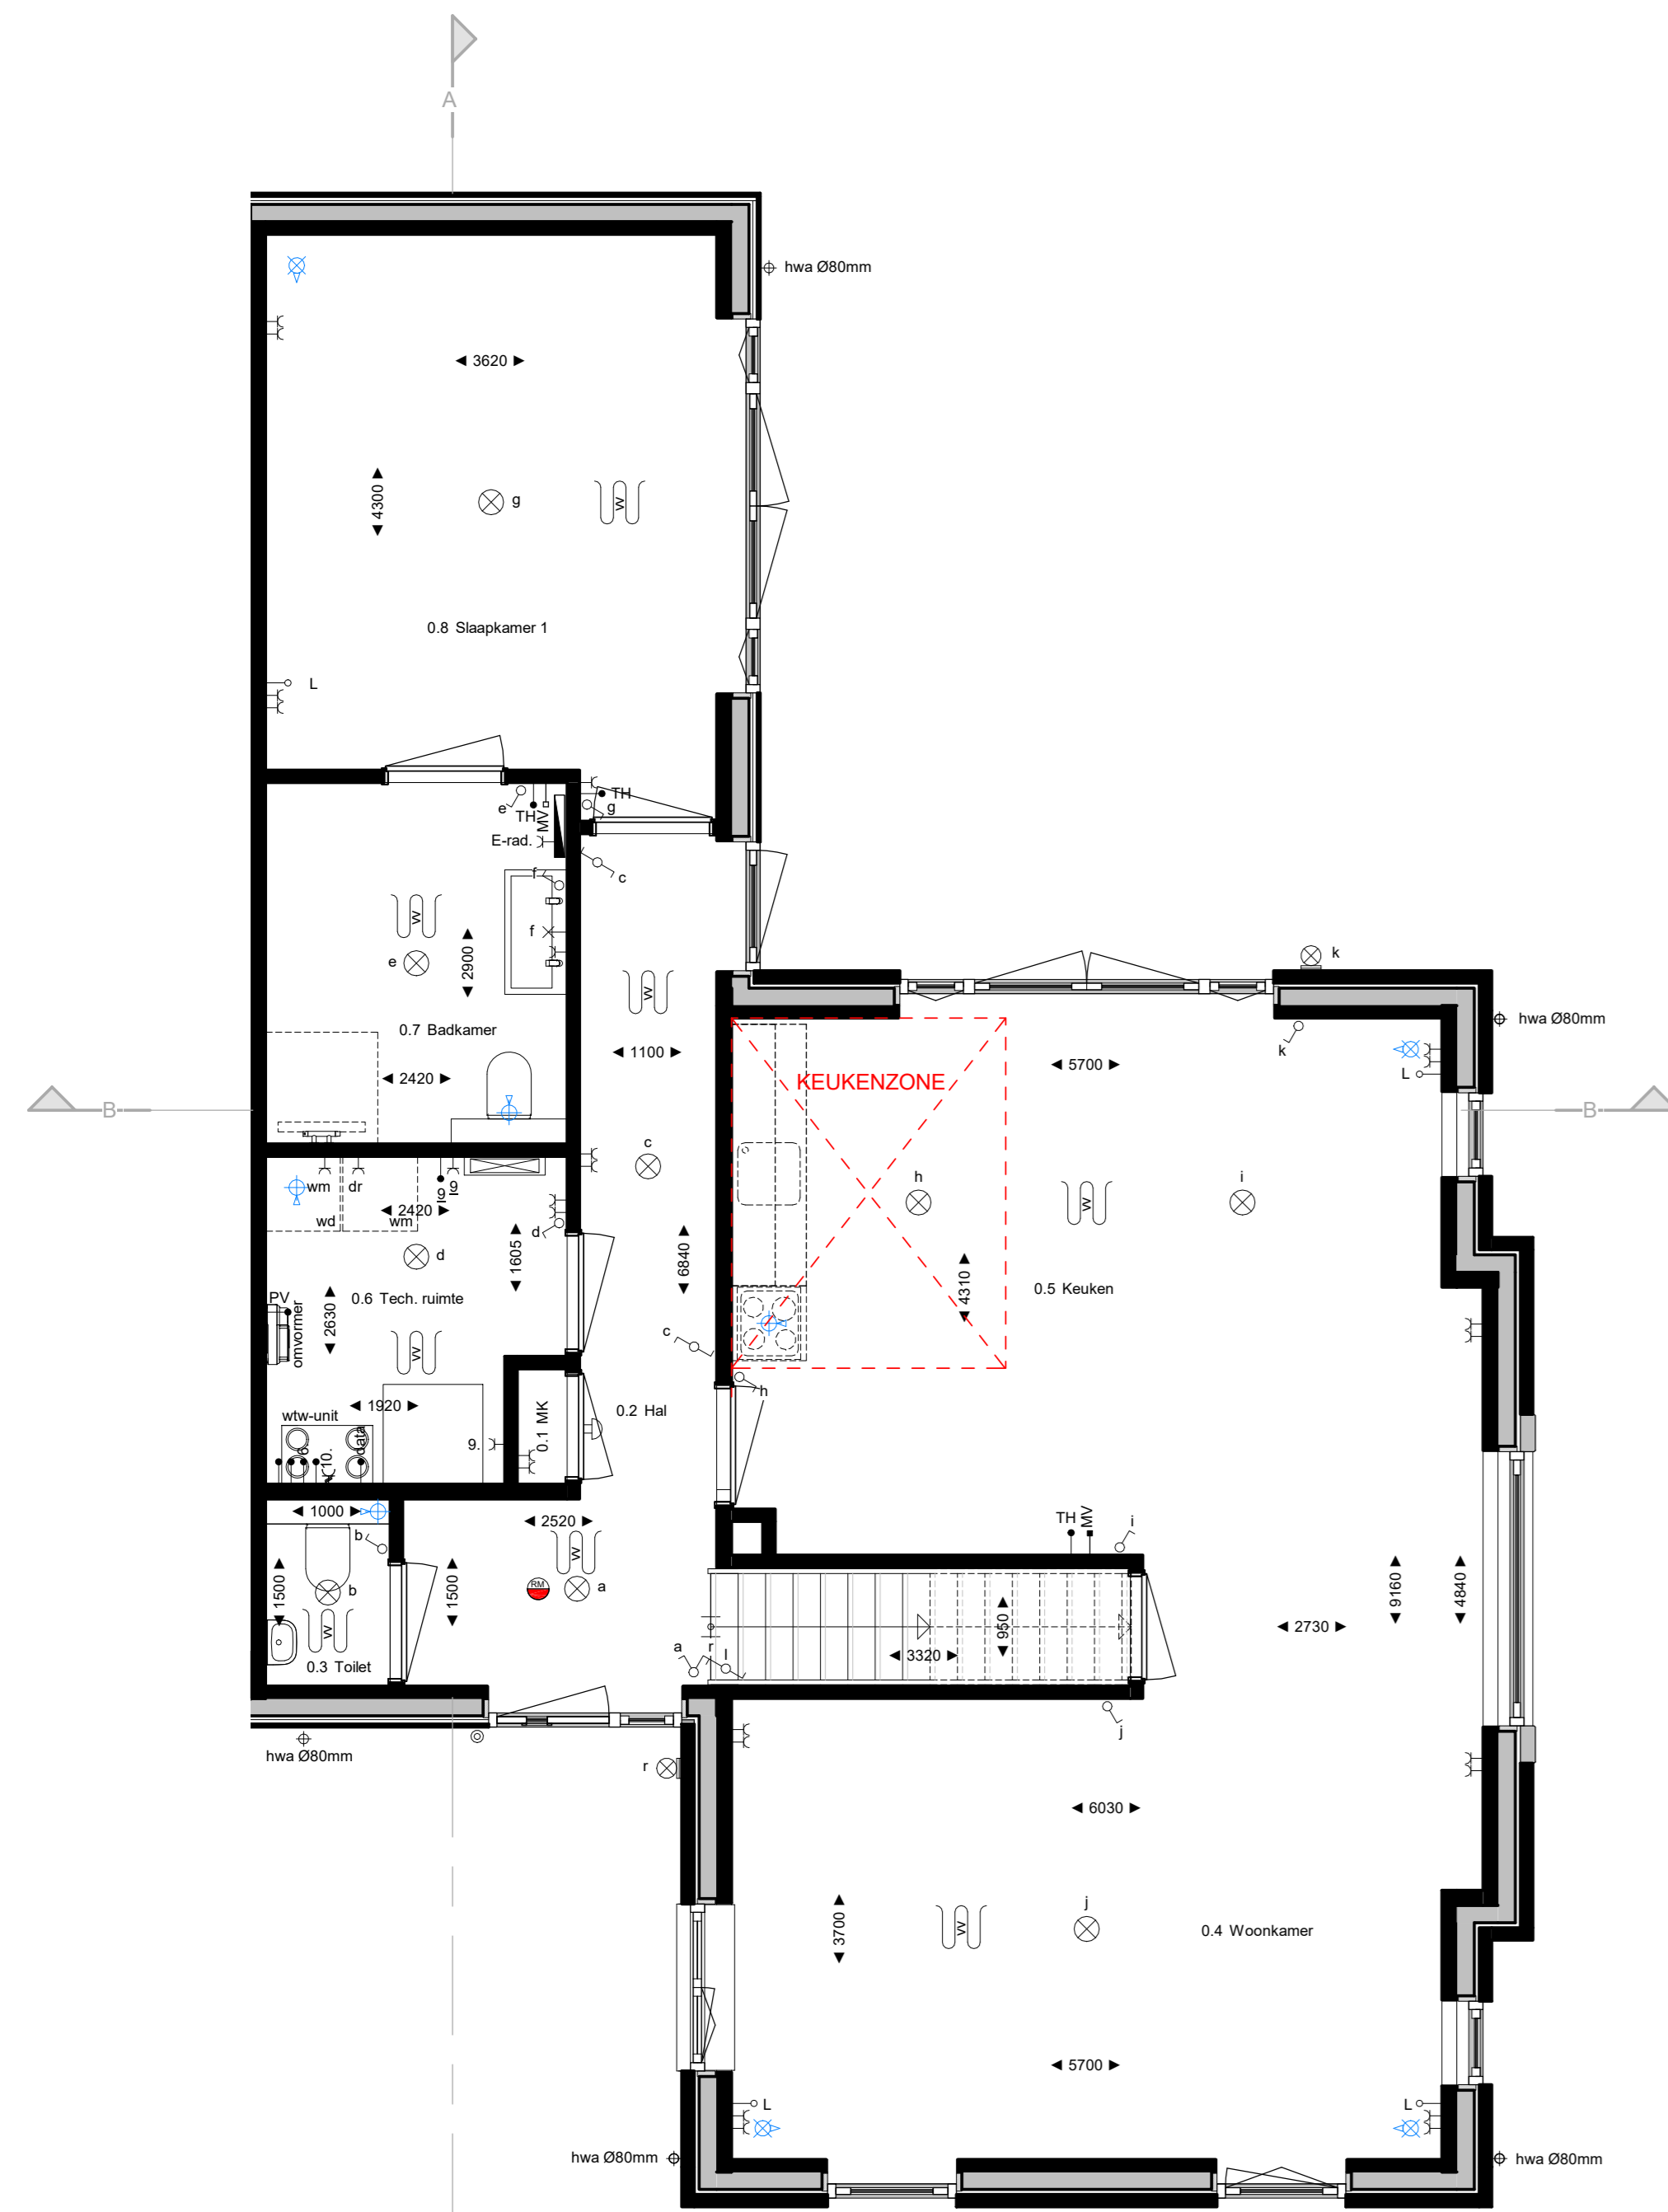 A
hwa Ø80mm
◄ 3620 ►
◄ 4300 ►
g
W
0.8 Slaapkamer 1
L
e
TH
MV
TH
g
E-rad.
c
f
W
f
e
◄ 2900 ►
W
k
0.7 Badkamer
hwa Ø80mm
◄ 1100 ►
k
◄ 5700 ►
L
◄ 2420 ►
KEUKENZONE
B
B
c
h
i
wm
dr
9
9
W
wd
◄ 2420 ►
wm
d
d
◄ 1605 ►
◄ 6840 ►
◄ 4310 ►
0.5 Keuken
PV
omvormer
0.6 Tech. ruimte
◄ 2630 ►
W
c
h
◄ 1920 ►
wtw-unit
0.2 Hal
0.1 MK
9.
6.
10.
data
◄ 1000 ►
◄ 2520 ►
TH
MV
i
b
W
◄ 1500 ►
b
◄ 1500 ►
RM
a
◄ 9160 ►
◄ 4840 ►
W
◄ 950 ►
◄ 2730 ►
a
r
l
◄ 3320 ►
0.3 Toilet
j
hwa Ø80mm
r
◄ 6030 ►
j
◄ 3700 ►
W
0.4 Woonkamer
◄ 5700 ►
L
L
hwa Ø80mm
hwa Ø80mm